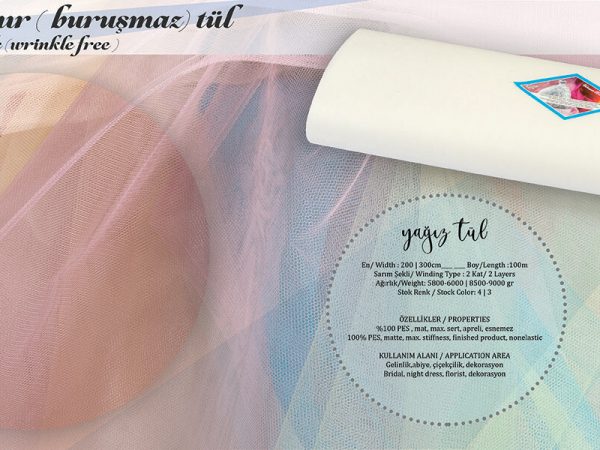 (buruşmaz) tül
(wrinkle free)
yağız tül
En/ Width : 200 | 300cm____ ____ Boy/Length :100m
Sarım Şekli/ Winding Type : 2 Kat/ 2 Layers
Ağırlık/Weight: 5800-6000 | 8500-9000 gr
Stok Renk / Stock Color: 4 | 3
ÖZELLİKLER / PROPERTIES
%100 PES , mat, max. sert, apreli, esnemez
100% PES, matte, max. stiffness, finished product, nonelastic
KULLANIM ALANI / APPLICATION AREA
Gelinlik,abiye, çiçekçilik, dekorasyon
Bridal, night dress, florist, dekorasyon